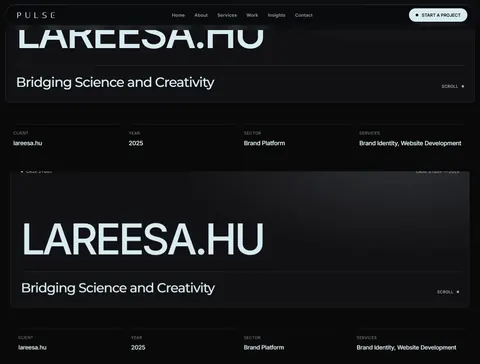 PULSE Home About Services Work Insights Contact START A PROJECT
LAREESA.HU
Bridging Science and Creativity
SCROLL
CLIENT YEAR SECTOR SERVICES
lareesa.hu 2025 Brand Platform Brand Identity, Website Development
LAREESA.HU
Bridging Science and Creativity
SCROLL
CLIENT YEAR SECTOR SERVICES
lareesa.hu 2025 Brand Platform Brand Identity, Website Development